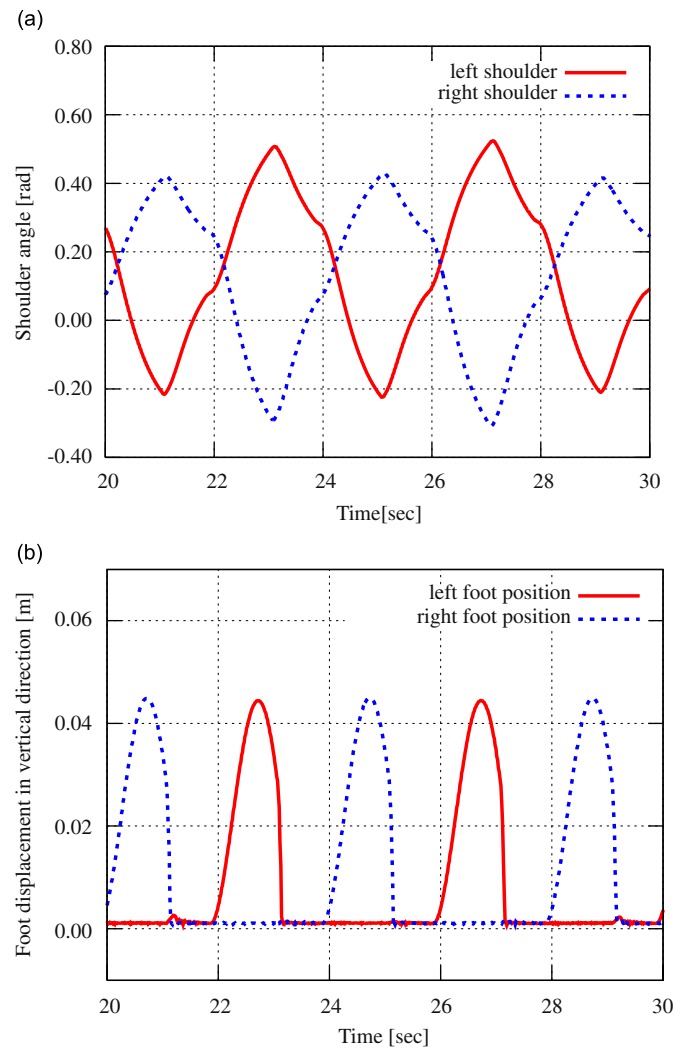 (a)
0.80
0.60
0.40
0.20
0.00
-0.20
-0.40
Shoulder angle [rad]
left shoulder
right shoulder
20 22 24 26 28 30
Time[sec]
(b)
0.06
0.04
0.02
0.00
Foot displacement in vertical direction [m]
left foot position
right foot position
20 22 24 26 28 30
Time [sec]